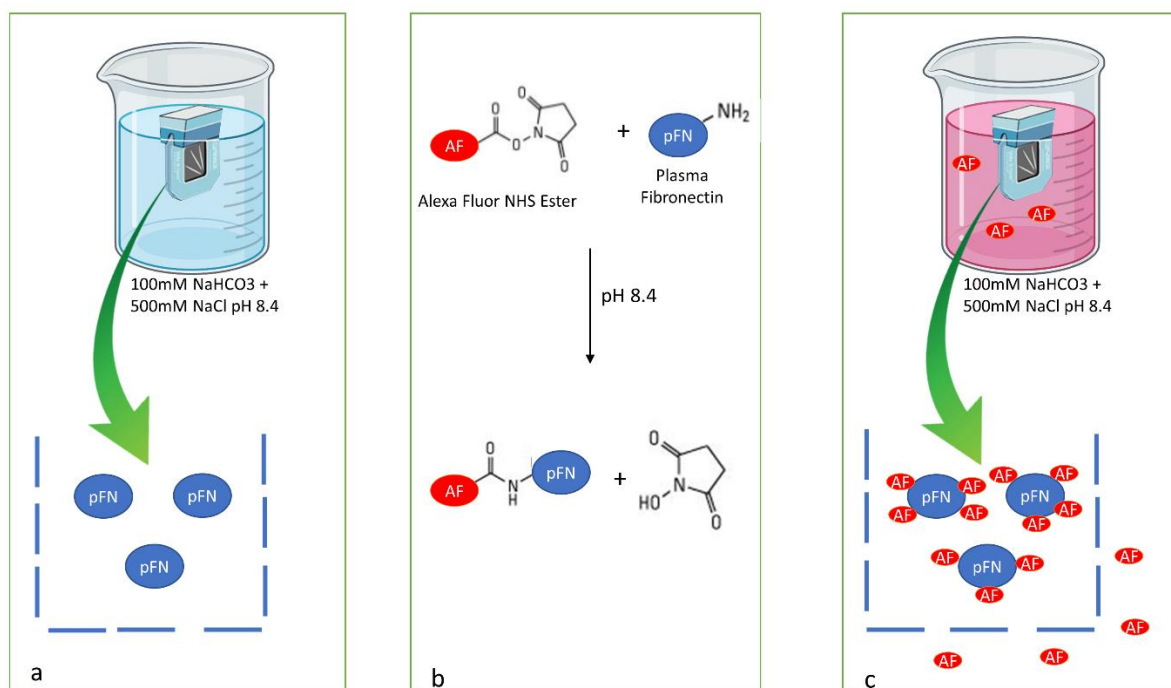 100mM NaHCO3 +
500mM NaCl pH 8.4
pFN
pFN
pFN
a
O
O
N
O
O
AF
+
NH2
pFN
Alexa Fluor NHS Ester
Plasma
Fibronectin
pH 8.4
O
AF
N
H
pFN
+
O
N
HO
O
b
AF
AF
AF
100mM NaHCO3 +
500mM NaCl pH 8.4
AF
AF
AF
AF
pFN
AF
AF
AF
AF
pFN
AF
AF
AF
pFN
AF
AF
AF
AF
AF
AF
c